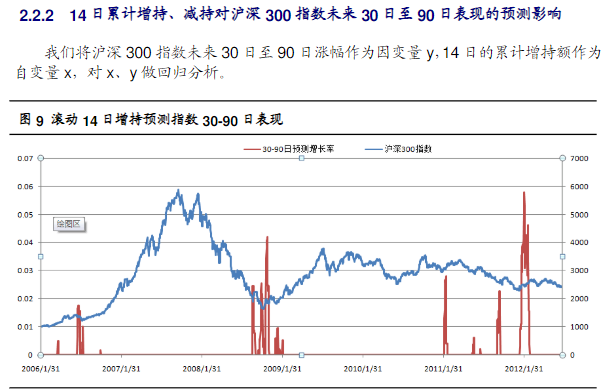 2.2.2 14 日累计增持、减持对沪深 300 指数未来 30 日至 90 日表现的预测影响
我们将沪深 300 指数未来 30 日至 90 日涨幅作为因变量 y,14 日的累计增持额作为
自变量 x，对 x、y 做回归分析。
图 9 滚动 14 日增持预测指数 30-90 日表现
30-90日预测增长率 沪深300指数
0.07 7000
0.06 6000
绘图区
0.05 5000
0.04 4000
0.03 3000
0.02 2000
0.01 1000
0 0
2006/1/31 2007/1/31 2008/1/31 2009/1/31 2010/1/31 2011/1/31 2012/1/31